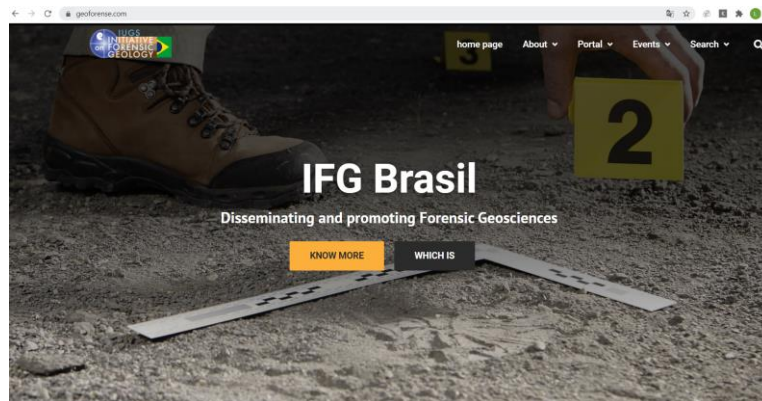 geoforense.com
IUGS
INITIATIVE
on FORENSIC
GEOLOGY
home page About Portal Events Search
3
2
IFG Brasil
Disseminating and promoting Forensic Geosciences
KNOW MORE WHICH IS